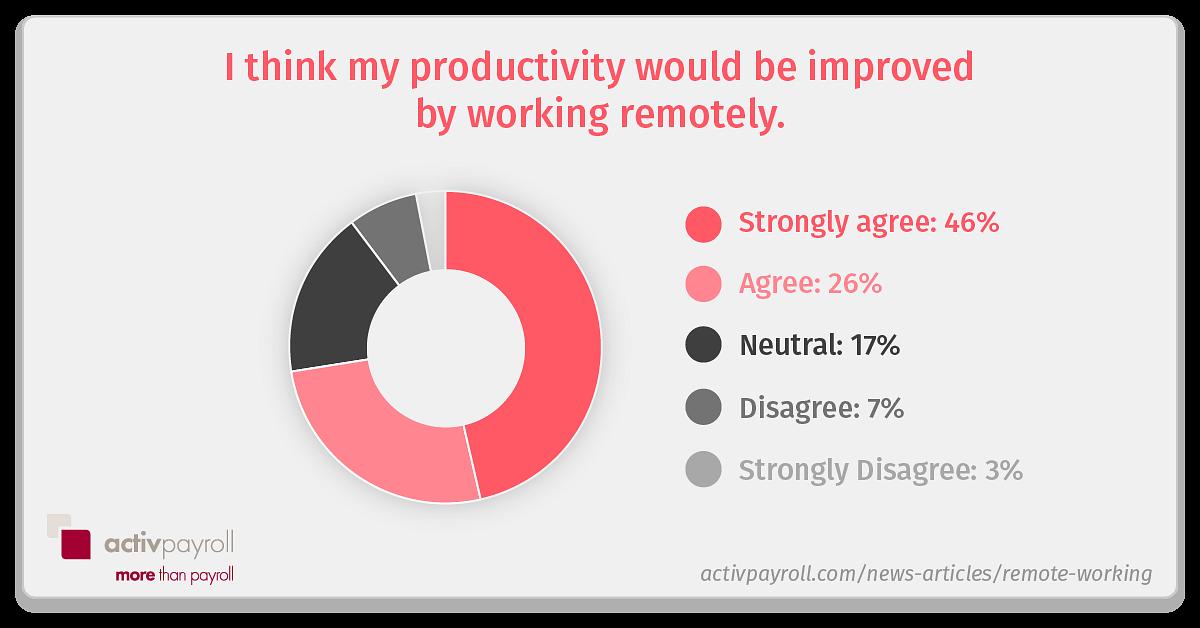 I think my productivity would be improved
by working remotely.
Strongly agree: 46%
Agree: 26%
Neutral: 17%
Disagree: 7%
Strongly Disagree: 3%
activpayroll
more than payroll
activpayroll.com/news-articles/remote-working